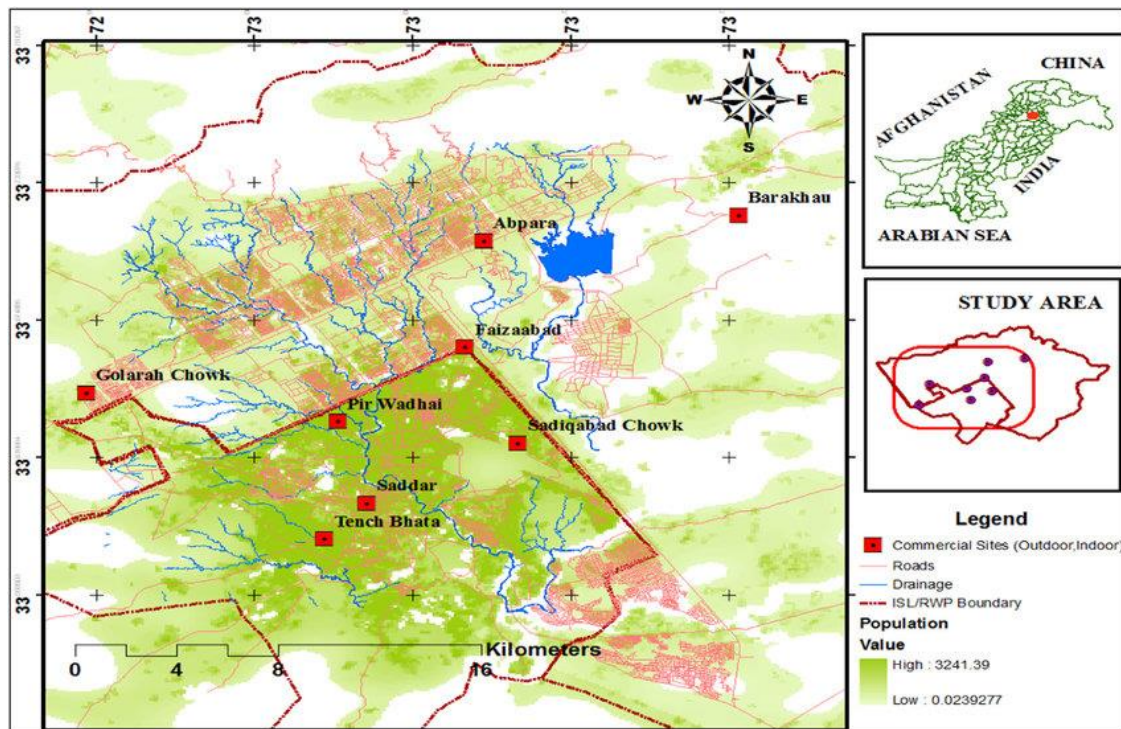 72
73
73
73
73
33
33
33
33
33
N
W
E
S
Barakhau
Abpara
Faizaabad
Golarah Chowk
Pir Wadhai
Sadiqabad Chowk
Saddar
Tench Bhata
Kilometers
0
4
8
16
CHINA
AFGHANISTAN
INDIA
ARABIAN SEA
STUDY AREA
Legend
Commercial Sites (Outdoor,Indoor)
Roads
Drainage
ISL/RWP Boundary
Population
Value
High : 3241.39
Low : 0.0239277